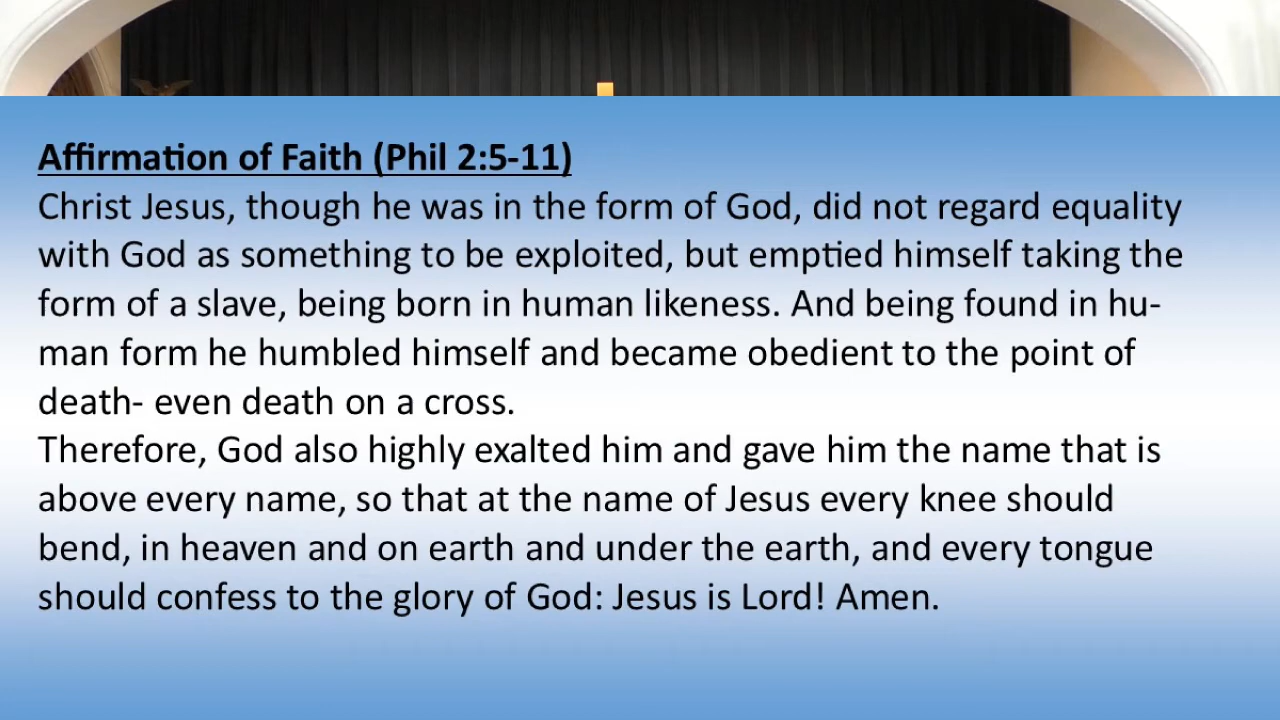 Affirmation of Faith (Phil 2:5-11)
Christ Jesus, though he was in the form of God, did not regard equality
with God as something to be exploited, but emptied himself taking the
form of a slave, being born in human likeness. And being found in hu-
man form he humbled himself and became obedient to the point of
death- even death on a cross.
Therefore, God also highly exalted him and gave him the name that is
above every name, so that at the name of Jesus every knee should
bend, in heaven and on earth and under the earth, and every tongue
should confess to the glory of God: Jesus is Lord! Amen.